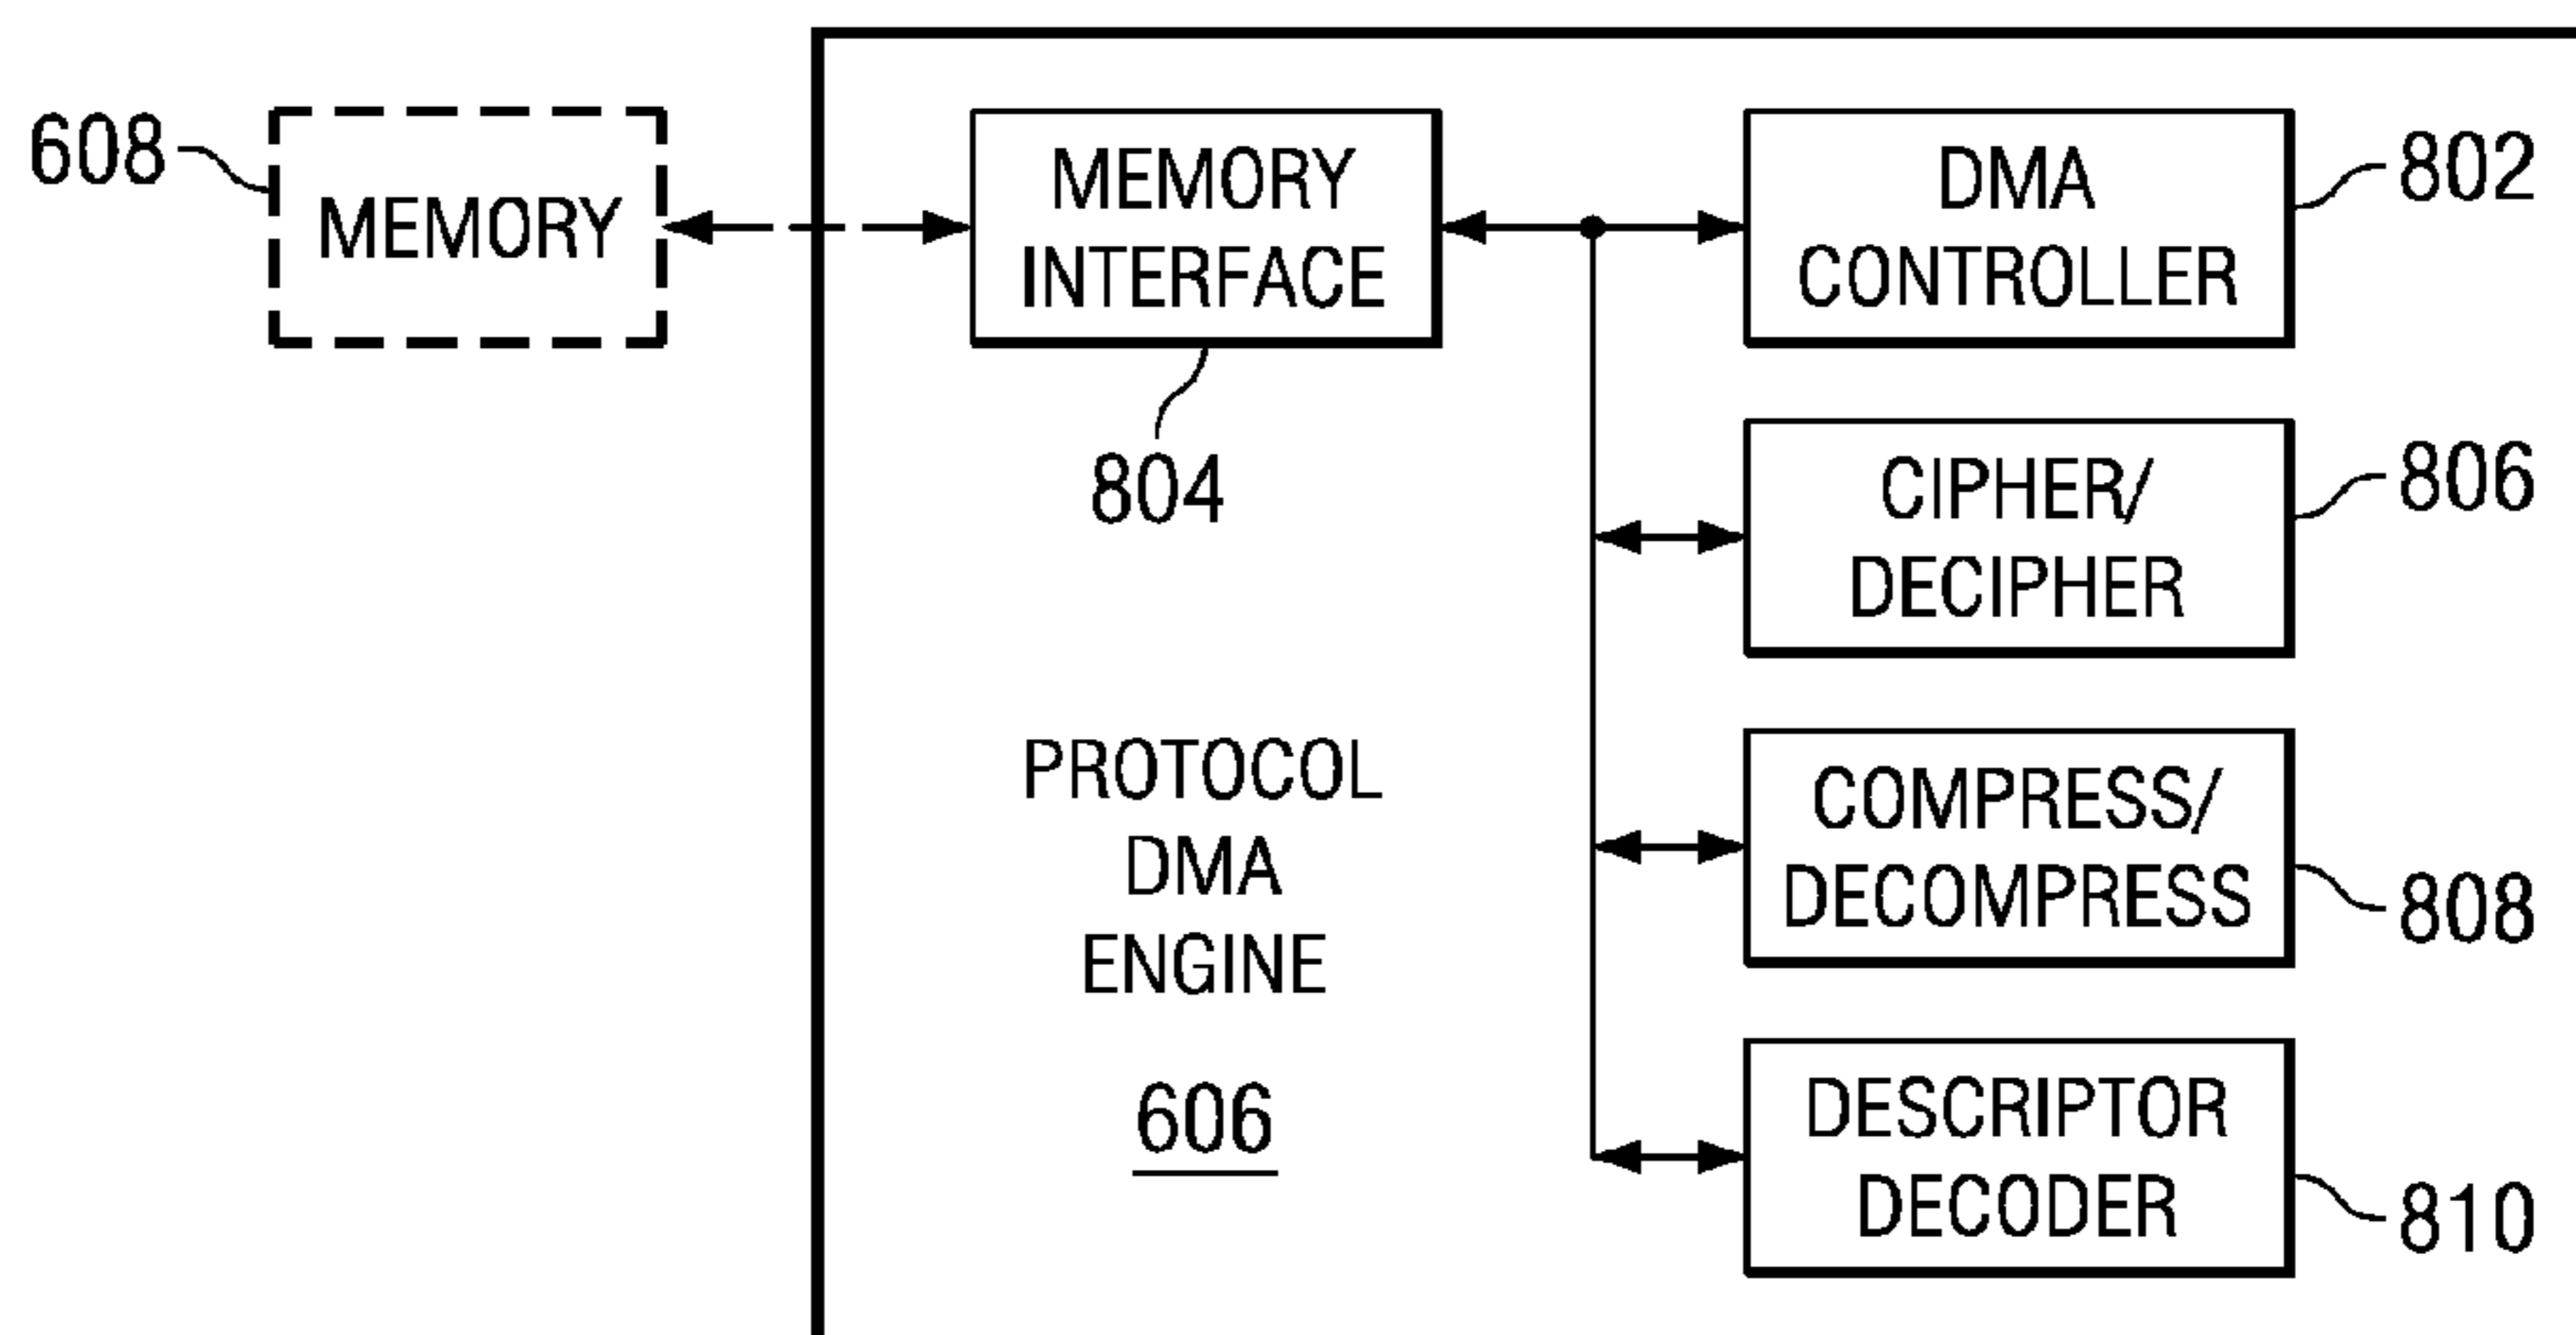 608
MEMORY
MEMORY
INTERFACE
804
DMA
CONTROLLER
802
CIPHER/
DECIPHER
806
PROTOCOL
DMA
ENGINE
606
COMPRESS/
DECOMPRESS
808
DESCRIPTOR
DECODER
810